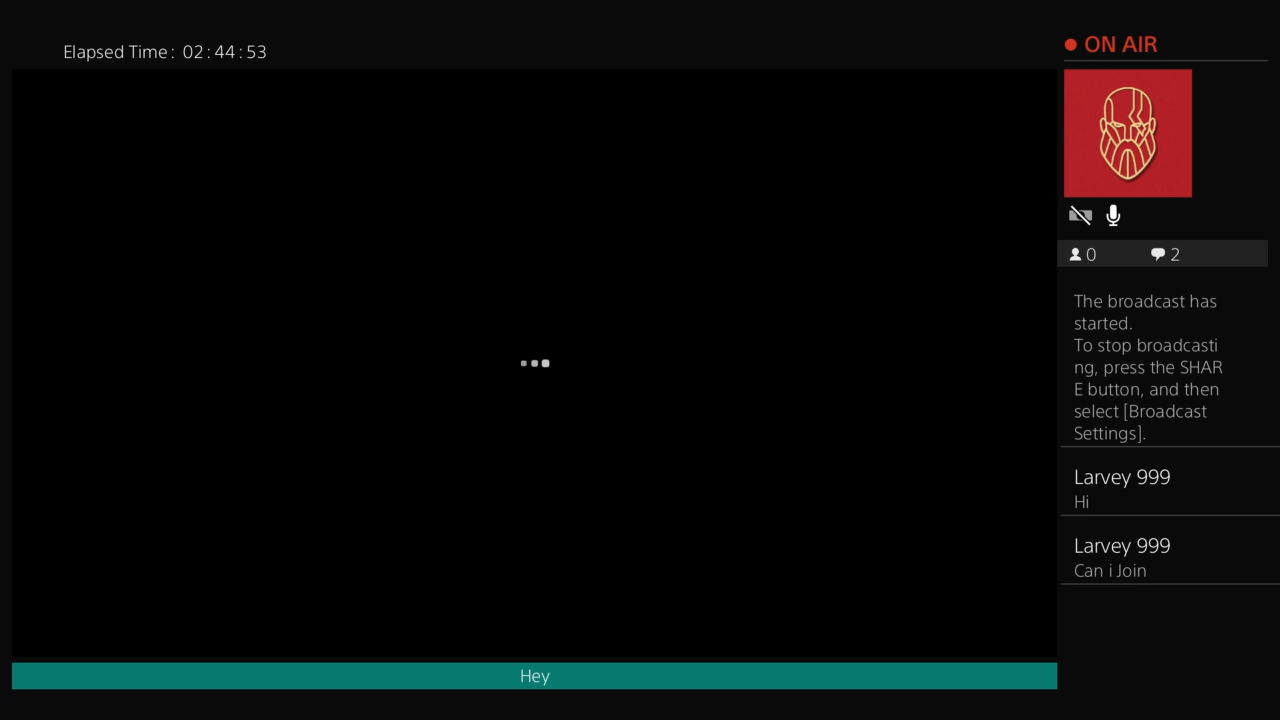 Elapsed Time: 02:44:53
ON AIR
0 2
The broadcast has
started.
To stop broadcasti
ng, press the SHAR
E button, and then
select [Broadcast
Settings].
Larvey 999
Hi
Larvey 999
Can i Join
Hey